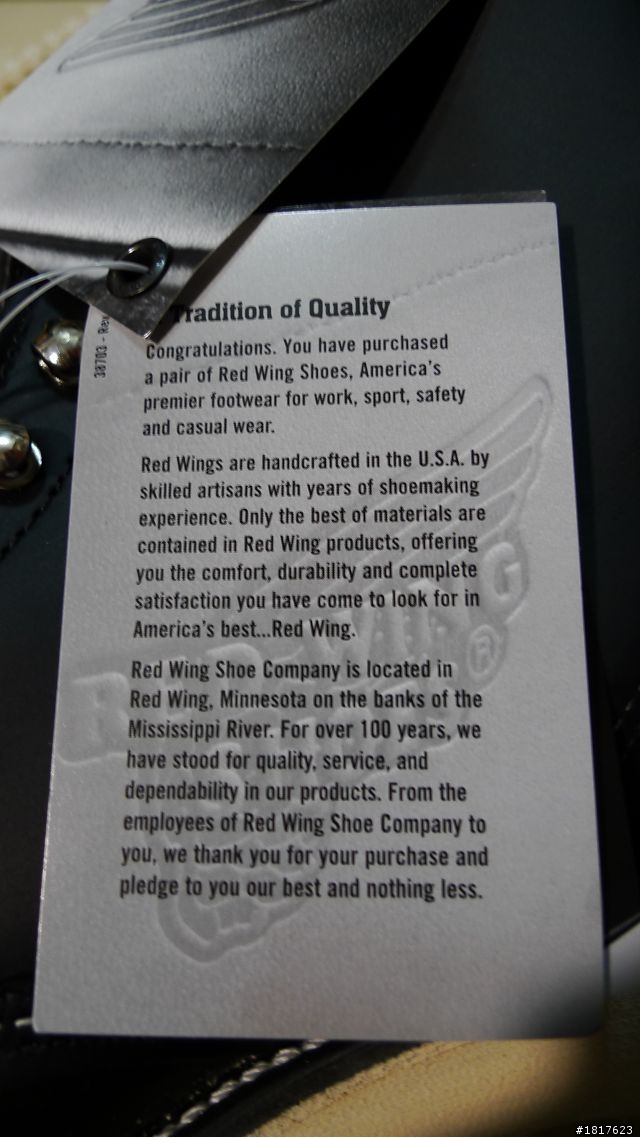 Tradition of Quality
Congratulations. You have purchased
a pair of Red Wing Shoes, America's
premier footwear for work, sport, safety
and casual wear.
Red Wings are handcrafted in the U.S.A. by
skilled artisans with years of shoemaking
experience. Only the best of materials are
contained in Red Wing products, offering
you the comfort, durability and complete
satisfaction you have come to look for in
America's best...Red Wing.
Red Wing Shoe Company is located in
Red Wing, Minnesota on the banks of the
Mississippi River. For over 100 years, we
have stood for quality, service, and
dependability in our products. From the
employees of Red Wing Shoe Company to
you, we thank you for your purchase and
pledge to you our best and nothing less.
38703 - Rev
RED WING
®
#1817623